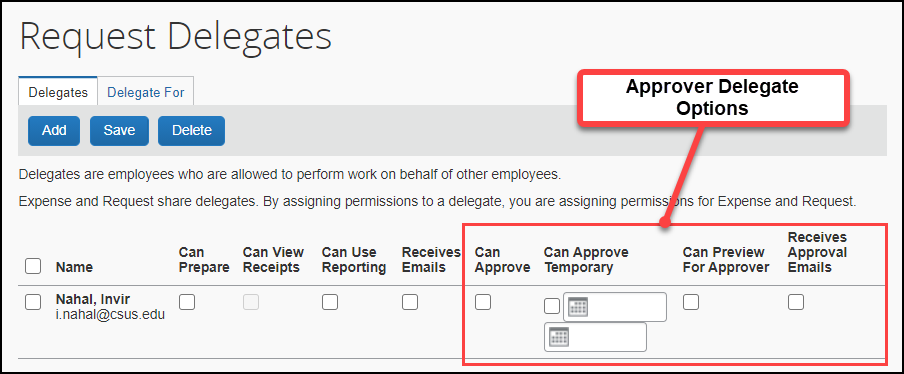 Request Delegates
Approver Delegate
Options
Delegates
Delegate For
Add
Save
Delete
Delegates are employees who are allowed to perform work on behalf of other employees.
Expense and Request share delegates. By assigning permissions to a delegate, you are assigning permissions for Expense and Request.
Name
Can
Prepare
Can View
Receipts
Can Use
Reporting
Receives
Emails
Can
Approve
Can Approve
Temporary
Can Preview
For Approver
Receives
Approval
Emails
Nahal, Invir
i.nahal@csus.edu